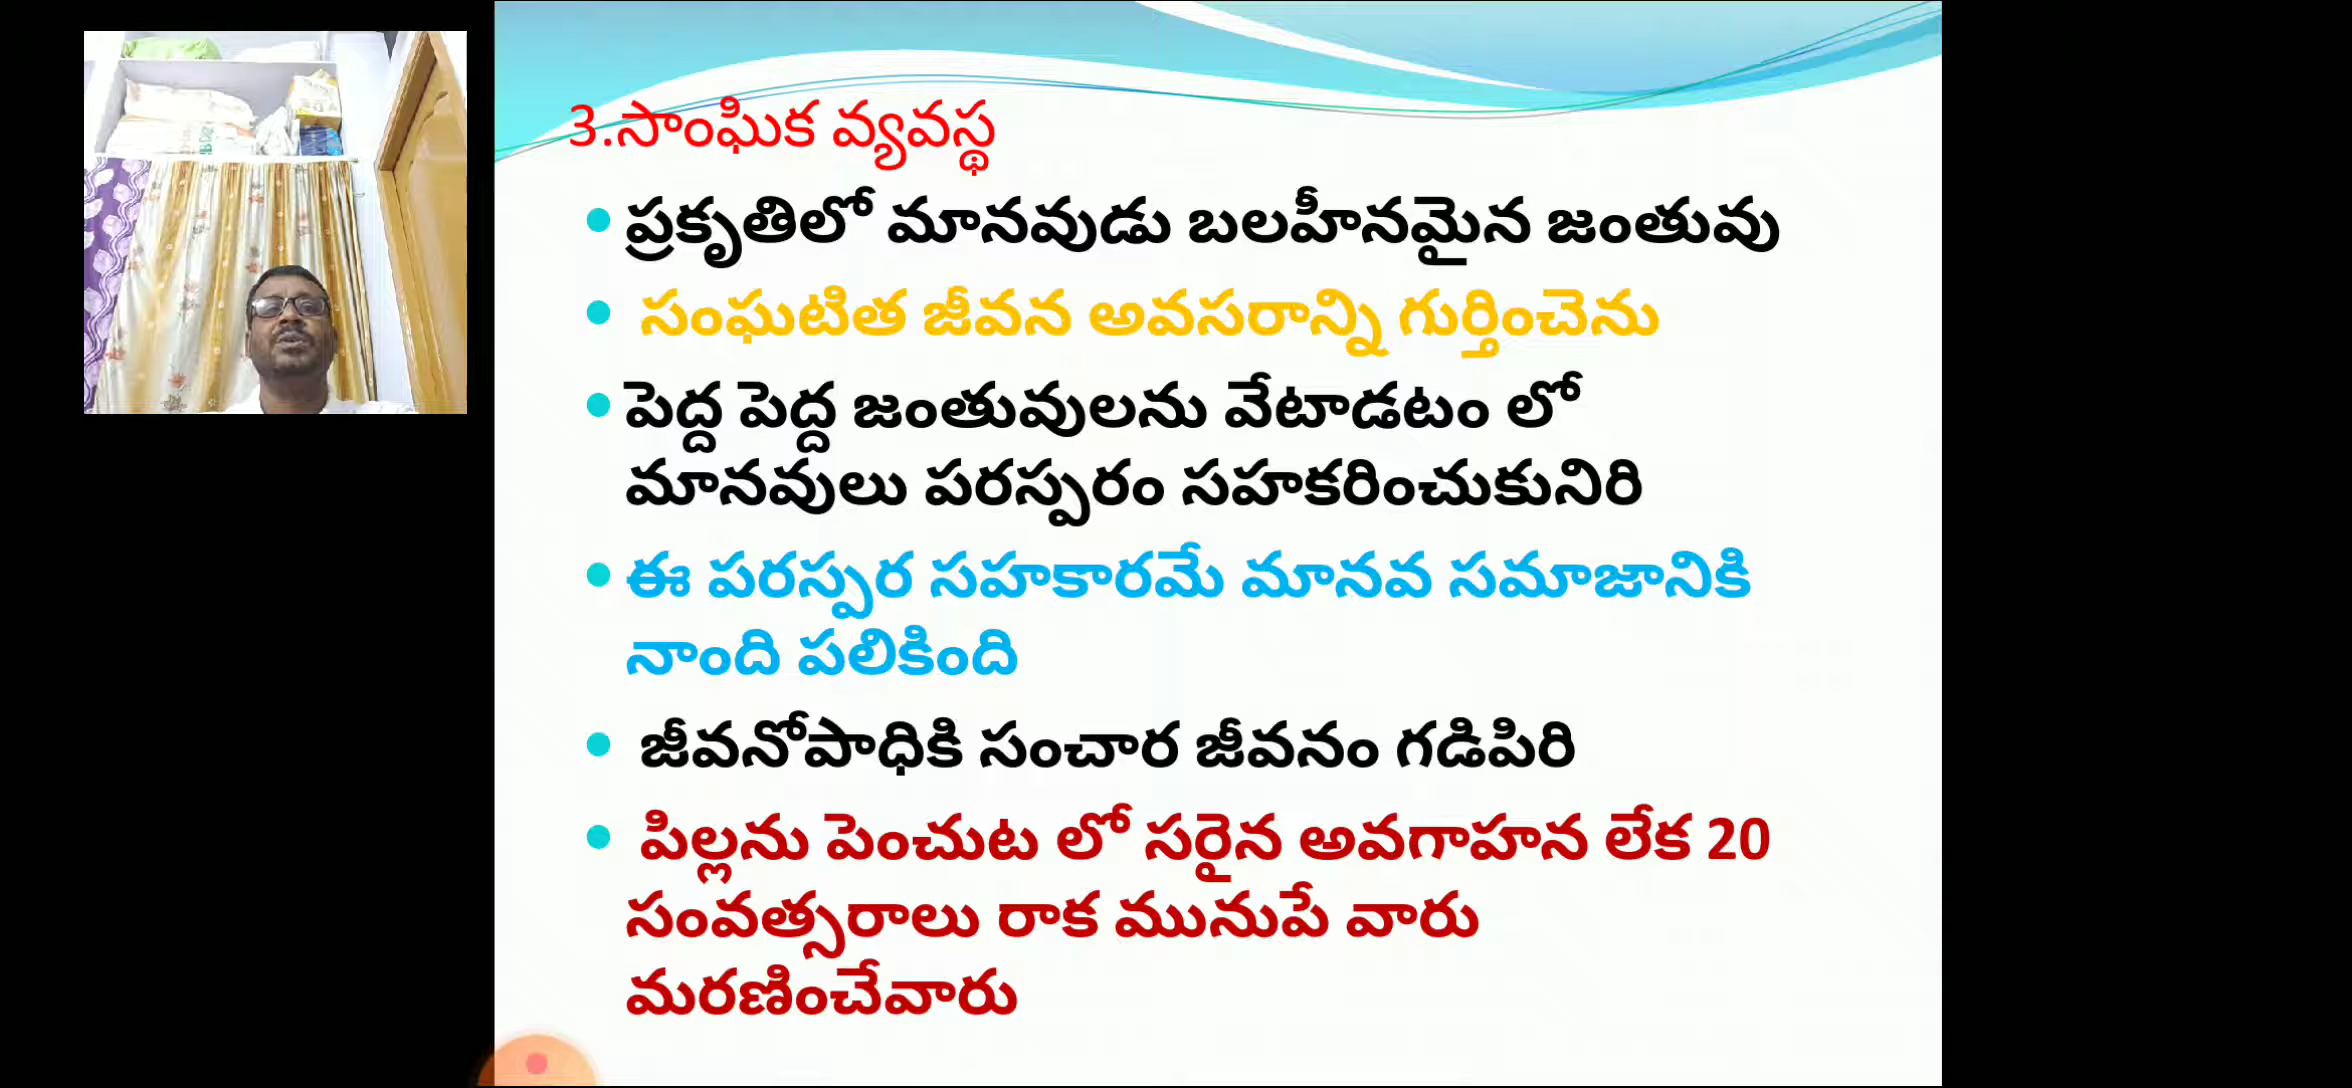 3.సాంఘిక వ్యవస్థ
ప్రకృతిలో మానవుడు బలహీనమైన జంతువు
సంఘటిత జీవన అవసరాన్ని గుర్తించెను
పెద్ద పెద్ద జంతువులను వేటాడటం లో
మానవులు పరస్పరం సహకరించుకునిరి
ఈ పరస్పర సహకారమే మానవ సమాజానికి
నాంది పలికింది
జీవనోపాధికి సంచార జీవనం గడిపిరి
పిల్లను పెంచుట లో సరైన అవగాహన లేక 20
సంవత్సరాలు రాక మునుపే వారు
మరణించేవారు